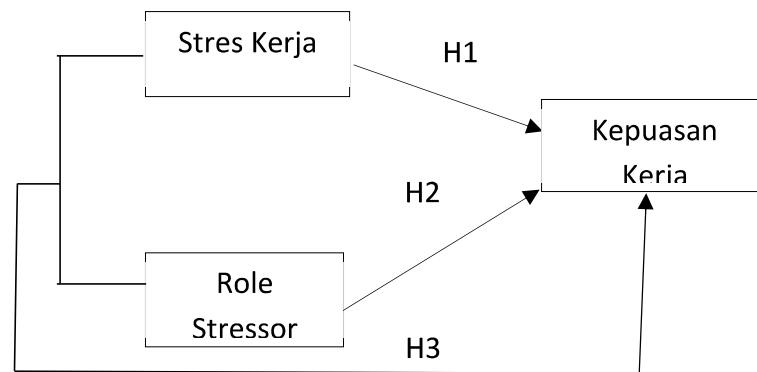 Stres Kerja
H1
Kepuasan
Kerja
H2
Role
Stressor
H3